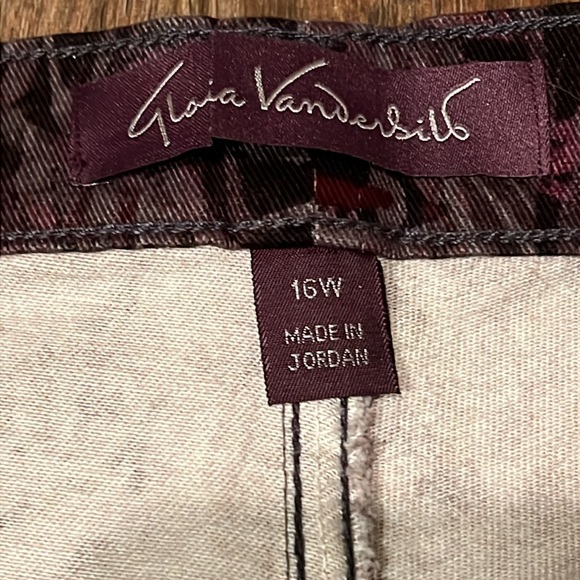 Gloria Vanderbilt
16W
MADE IN
JORDAN